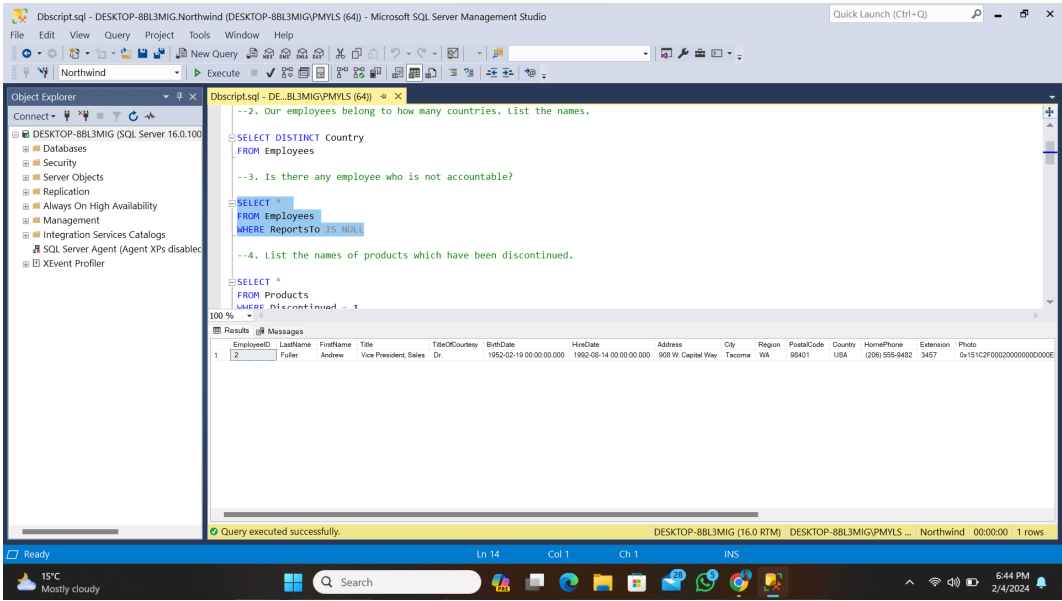 Dbscript.sql - DESKTOP-8BL3MIG.Northwind (DESKTOP-8BL3MIG\PMYLS (64)) - Microsoft SQL Server Management Studio
Quick Launch (Ctrl+Q)
File Edit View Query Project Tools Window Help
New Query
Northwind
Execute
Object Explorer
Dbscript.sql - DE...BL3MIG\PMYLS (64))
Connect
DESKTOP-8BL3MIG (SQL Server 16.0.100
Databases
Security
Server Objects
Replication
Always On High Availability
Management
Integration Services Catalogs
SQL Server Agent (Agent XPs disablec
XEvent Profiler
--2. Our employees belong to how many countries. List the names.
SELECT DISTINCT Country
FROM Employees
--3. Is there any employee who is not accountable?
SELECT *
FROM Employees
WHERE ReportsTo IS NULL
--4. List the names of products which have been discontinued.
SELECT *
FROM Products
WHERE Discontinued = 1
100 %
Results Messages
EmployeeID LastName FirstName Title TitleOfCourtesy BirthDate HireDate Address City Region PostalCode Country HomePhone Extension Photo
1 2 Fuller Andrew Vice President, Sales Dr. 1952-02-19 00:00:00.000 1992-08-14 00:00:00.000 908 W. Capital Way Tacoma WA 98401 USA (206) 555-9482 3457 0x151C2F00020000000D000E
Query executed successfully.
DESKTOP-8BL3MIG (16.0 RTM) DESKTOP-8BL3MIG\PMYLS ... Northwind 00:00:00 1 rows
Ready Ln 14 Col 1 Ch 1 INS
15°C
Mostly cloudy
Search
28
5
6:44 PM
2/4/2024